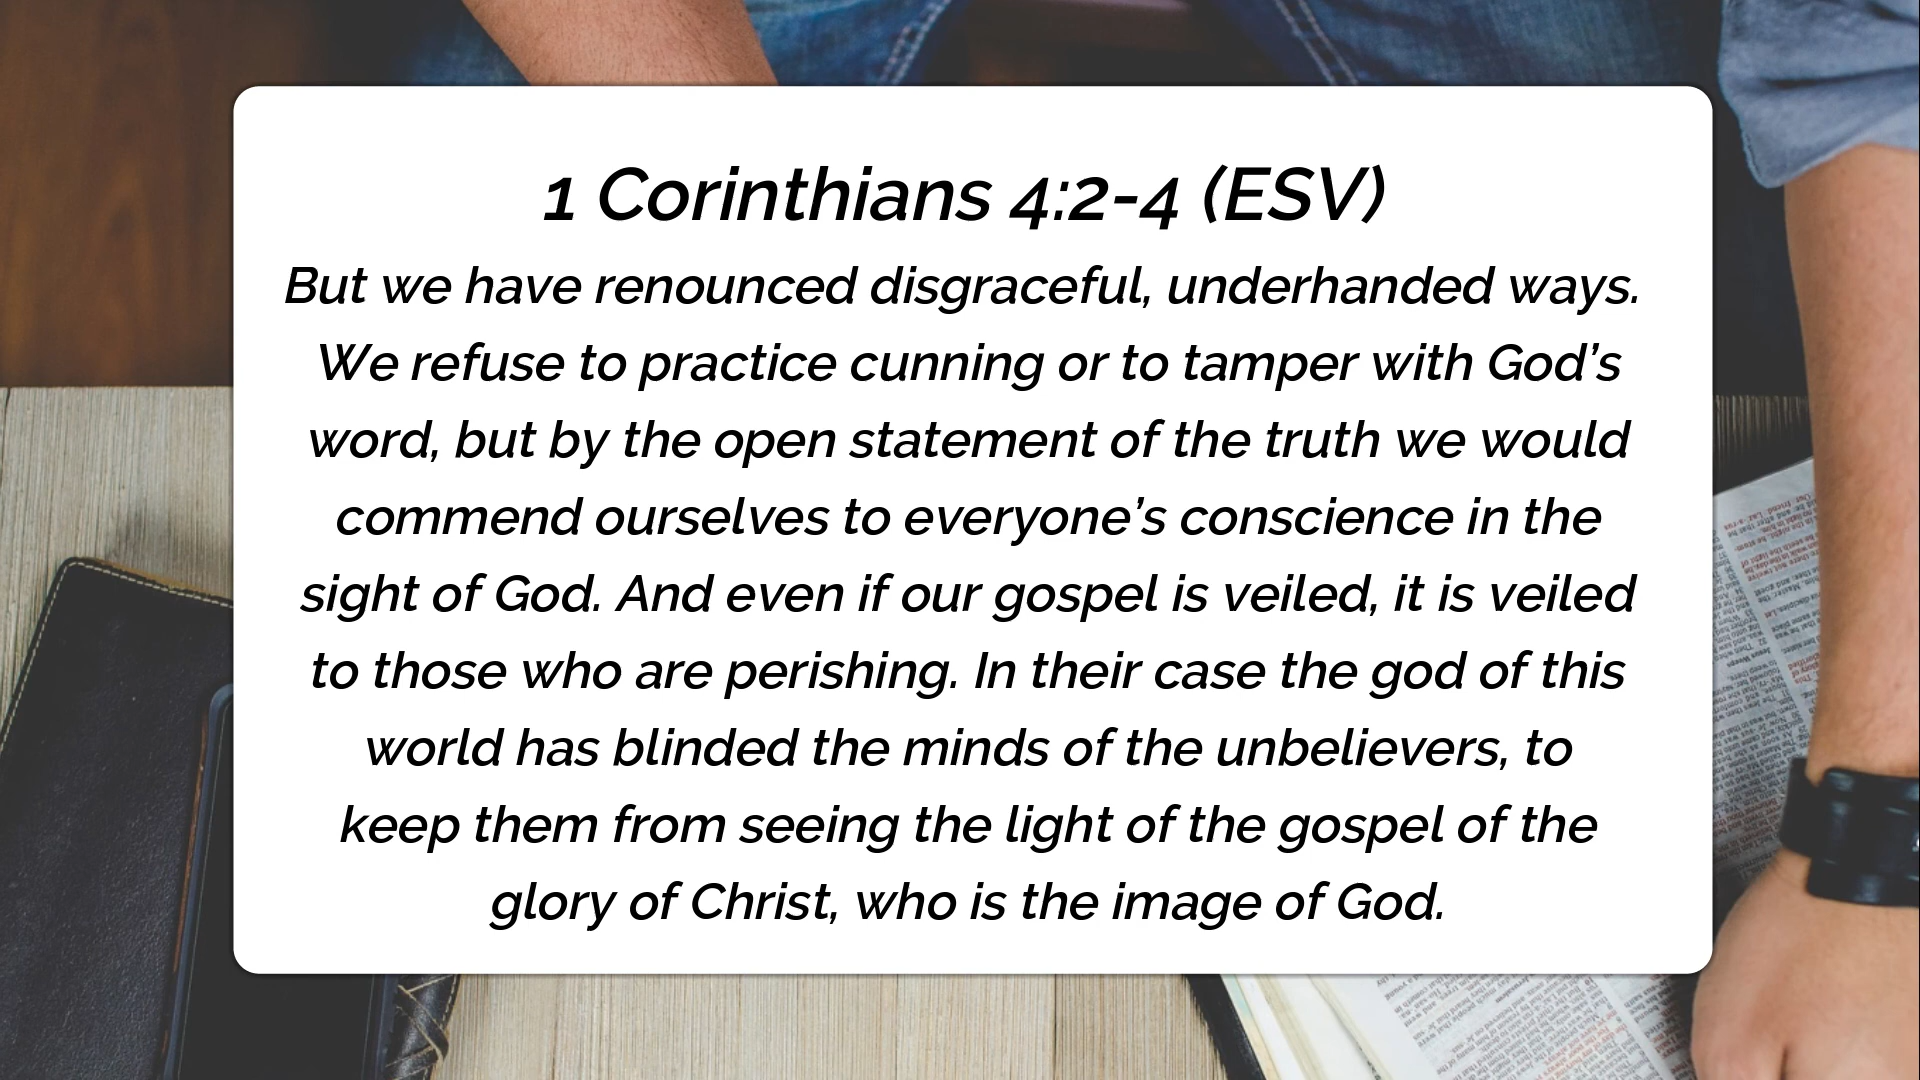 1 Corinthians 4:2-4 (ESV)
But we have renounced disgraceful, underhanded ways.
We refuse to practice cunning or to tamper with God’s
word, but by the open statement of the truth we would
commend ourselves to everyone’s conscience in the
sight of God. And even if our gospel is veiled, it is veiled
to those who are perishing. In their case the god of this
world has blinded the minds of the unbelievers, to
keep them from seeing the light of the gospel of the
glory of Christ, who is the image of God.